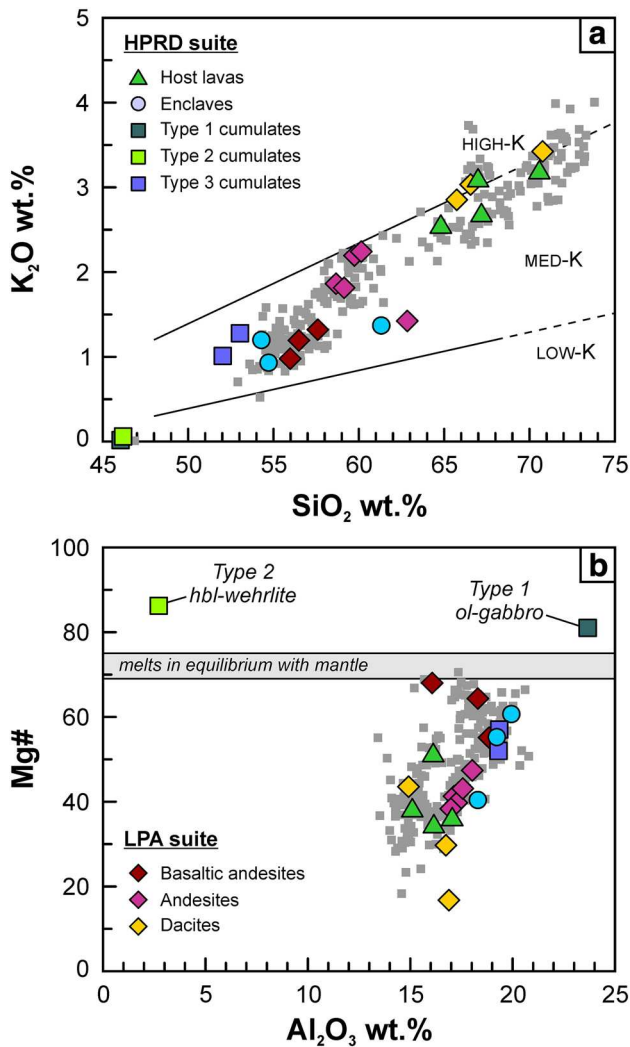 a
HPRD suite
Host lavas
Enclaves
Type 1 cumulates
Type 2 cumulates
Type 3 cumulates
HIGH-K
MED-K
LOW-K
5
4
3
2
1
0
K₂O wt.%
45 50 55 60 65 70 75
SiO₂ wt.%
b
Type 2
hbl-wehrlite
Type 1
ol-gabbro
melts in equilibrium with mantle
LPA suite
Basaltic andesites
Andesites
Dacites
100
80
60
40
20
0
Mg#
0 5 10 15 20 25
Al₂O₃ wt.%